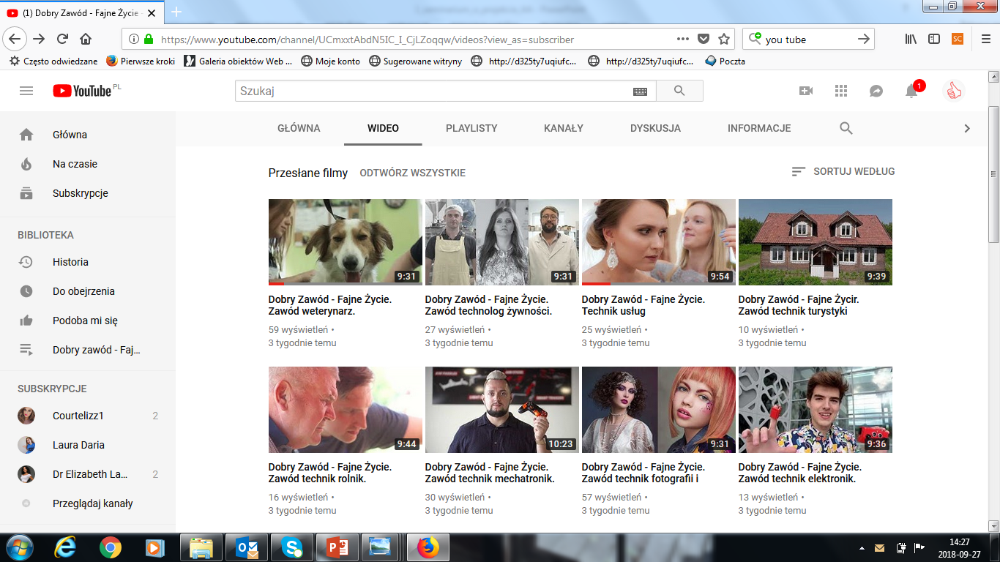 (1) Dobry Zawód - Fajne Życie -
https://www.youtube.com/channel/UCmxxtAbdN5IC_I_CjLZoqqw/videos?view_as=subscriber
you tube
SC
Często odwiedzane
Pierwsze kroki
Galeria obiektów Web ...
Moje konto
Sugerowane witryny
http://d325ty7uqiufc...
http://d325ty7uqiufc...
Poczta
YouTube PL
Szukaj
1
Główna
Na czasie
Subskrypcje
BIBLIOTEKA
Historia
Do obejrzenia
Podoba mi się
Dobry zawód - Faj...
SUBSKRYPCJE
Courtelizz1 2
Laura Daria
Dr Elizabeth La... 2
Przeglądaj kanały
GŁÓWNA
WIDEO
PLAYLISTY
KANAŁY
DYSKUSJA
INFORMACJE
Przesłane filmy
ODTWÓRZ WSZYSTKIE
SORTUJ WEDŁUG
9:31
Dobry Zawód - Fajne Życie.
Zawód weterynarz.
59 wyświetleń •
3 tygodnie temu
9:31
Dobry Zawód - Fajne Życie.
Zawód technolog żywności.
27 wyświetleń •
3 tygodnie temu
9:54
Dobry Zawód - Fajne Życie.
Technik usług
25 wyświetleń •
3 tygodnie temu
9:39
Dobry Zawód - Fajne Życir.
Zawód technik turystyki
10 wyświetleń •
3 tygodnie temu
9:44
Dobry Zawód - Fajne Życie.
Zawód technik rolnik.
16 wyświetleń •
3 tygodnie temu
10:23
Dobry Zawód - Fajne Życie.
Zawód technik mechatronik.
30 wyświetleń •
3 tygodnie temu
9:31
Dobry Zawód - Fajne Życie.
Zawód technik fotografii i
57 wyświetleń •
3 tygodnie temu
9:36
Dobry Zawód - Fajne Życie.
Zawód technik elektronik.
13 wyświetleń •
3 tygodnie temu
14:27
2018-09-27